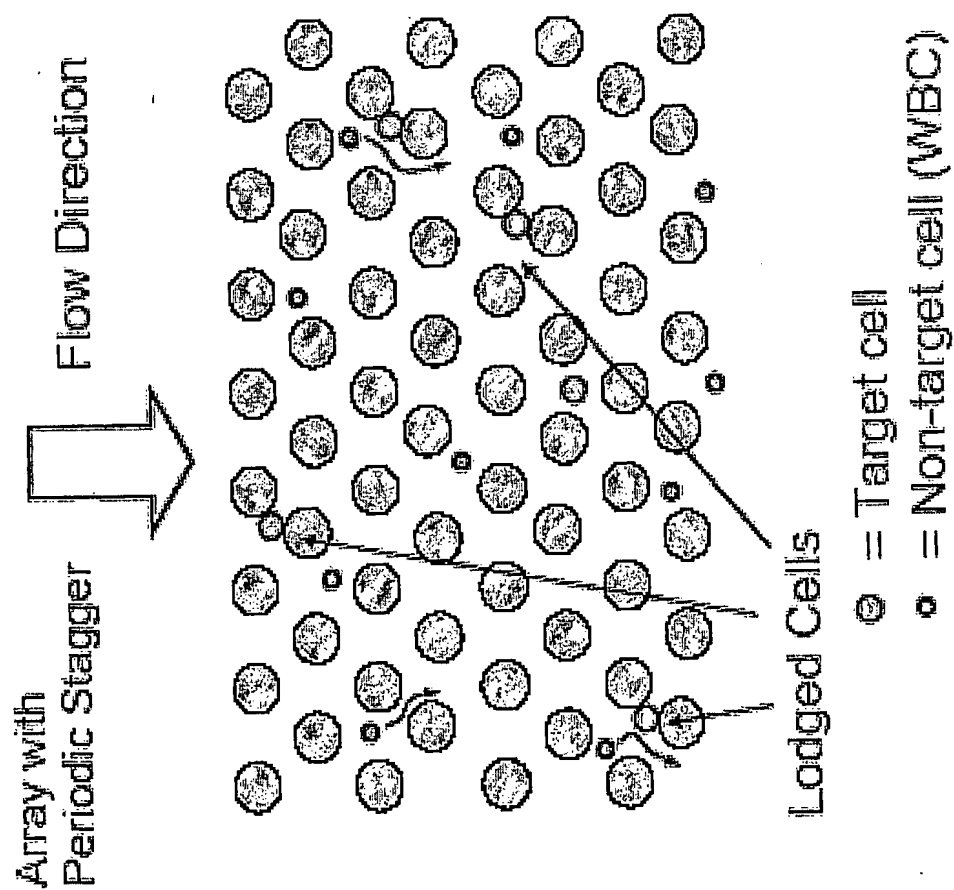 Array with
Periodic Stagger
Flow Direction
Lodged Cells
= Target cell
= Non-target cell (WBC)